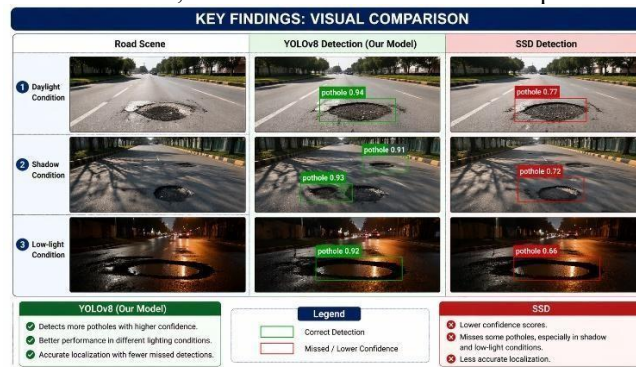 KEY FINDINGS: VISUAL COMPARISON
Road Scene
YOLOv8 Detection (Our Model)
SSD Detection
1 Daylight
Condition
pothole 0.94
pothole 0.77
2 Shadow
Condition
pothole 0.91
pothole 0.93
pothole 0.72
3 Low-light
Condition
pothole 0.92
pothole 0.66
YOLOv8 (Our Model)
Detects more potholes with higher confidence.
Better performance in different lighting conditions.
Accurate localization with fewer missed detections.
Legend
Correct Detection
Missed / Lower Confidence
SSD
Lower confidence scores.
Misses some potholes, especially in shadow
and low-light conditions.
Less accurate localization.